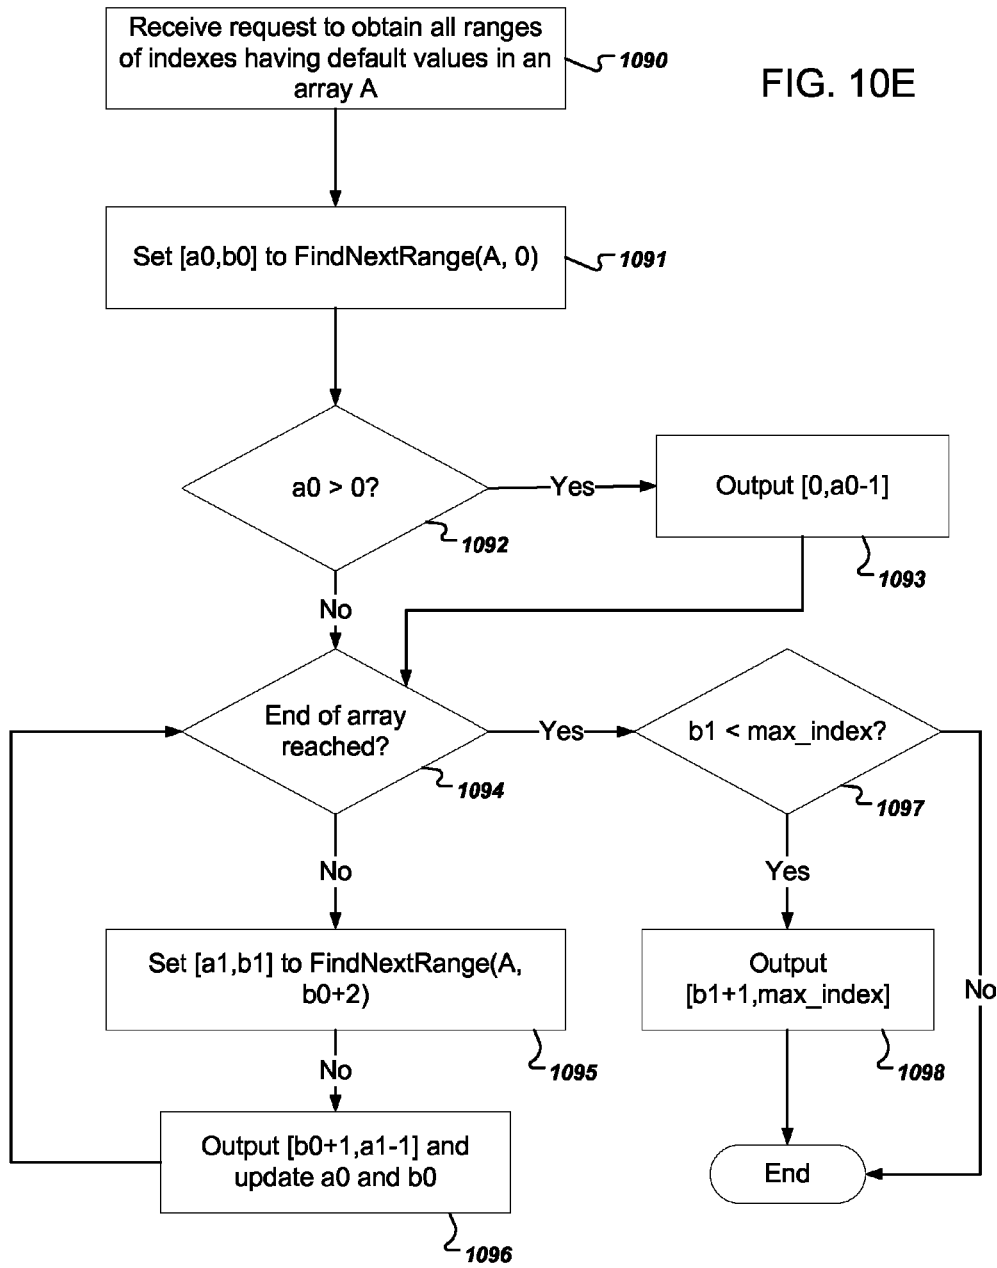 Receive request to obtain all ranges
of indexes having default values in an
array A
1090
FIG. 10E
Set [a0,b0] to FindNextRange(A, 0)
1091
a0 > 0?
1092
Yes
Output [0,a0-1]
1093
No
End of array
reached?
1094
Yes
b1 < max_index?
1097
No
Yes
Set [a1,b1] to FindNextRange(A,
b0+2)
1095
Output
[b1+1,max_index]
1098
No
No
Output [b0+1,a1-1] and
update a0 and b0
1096
End